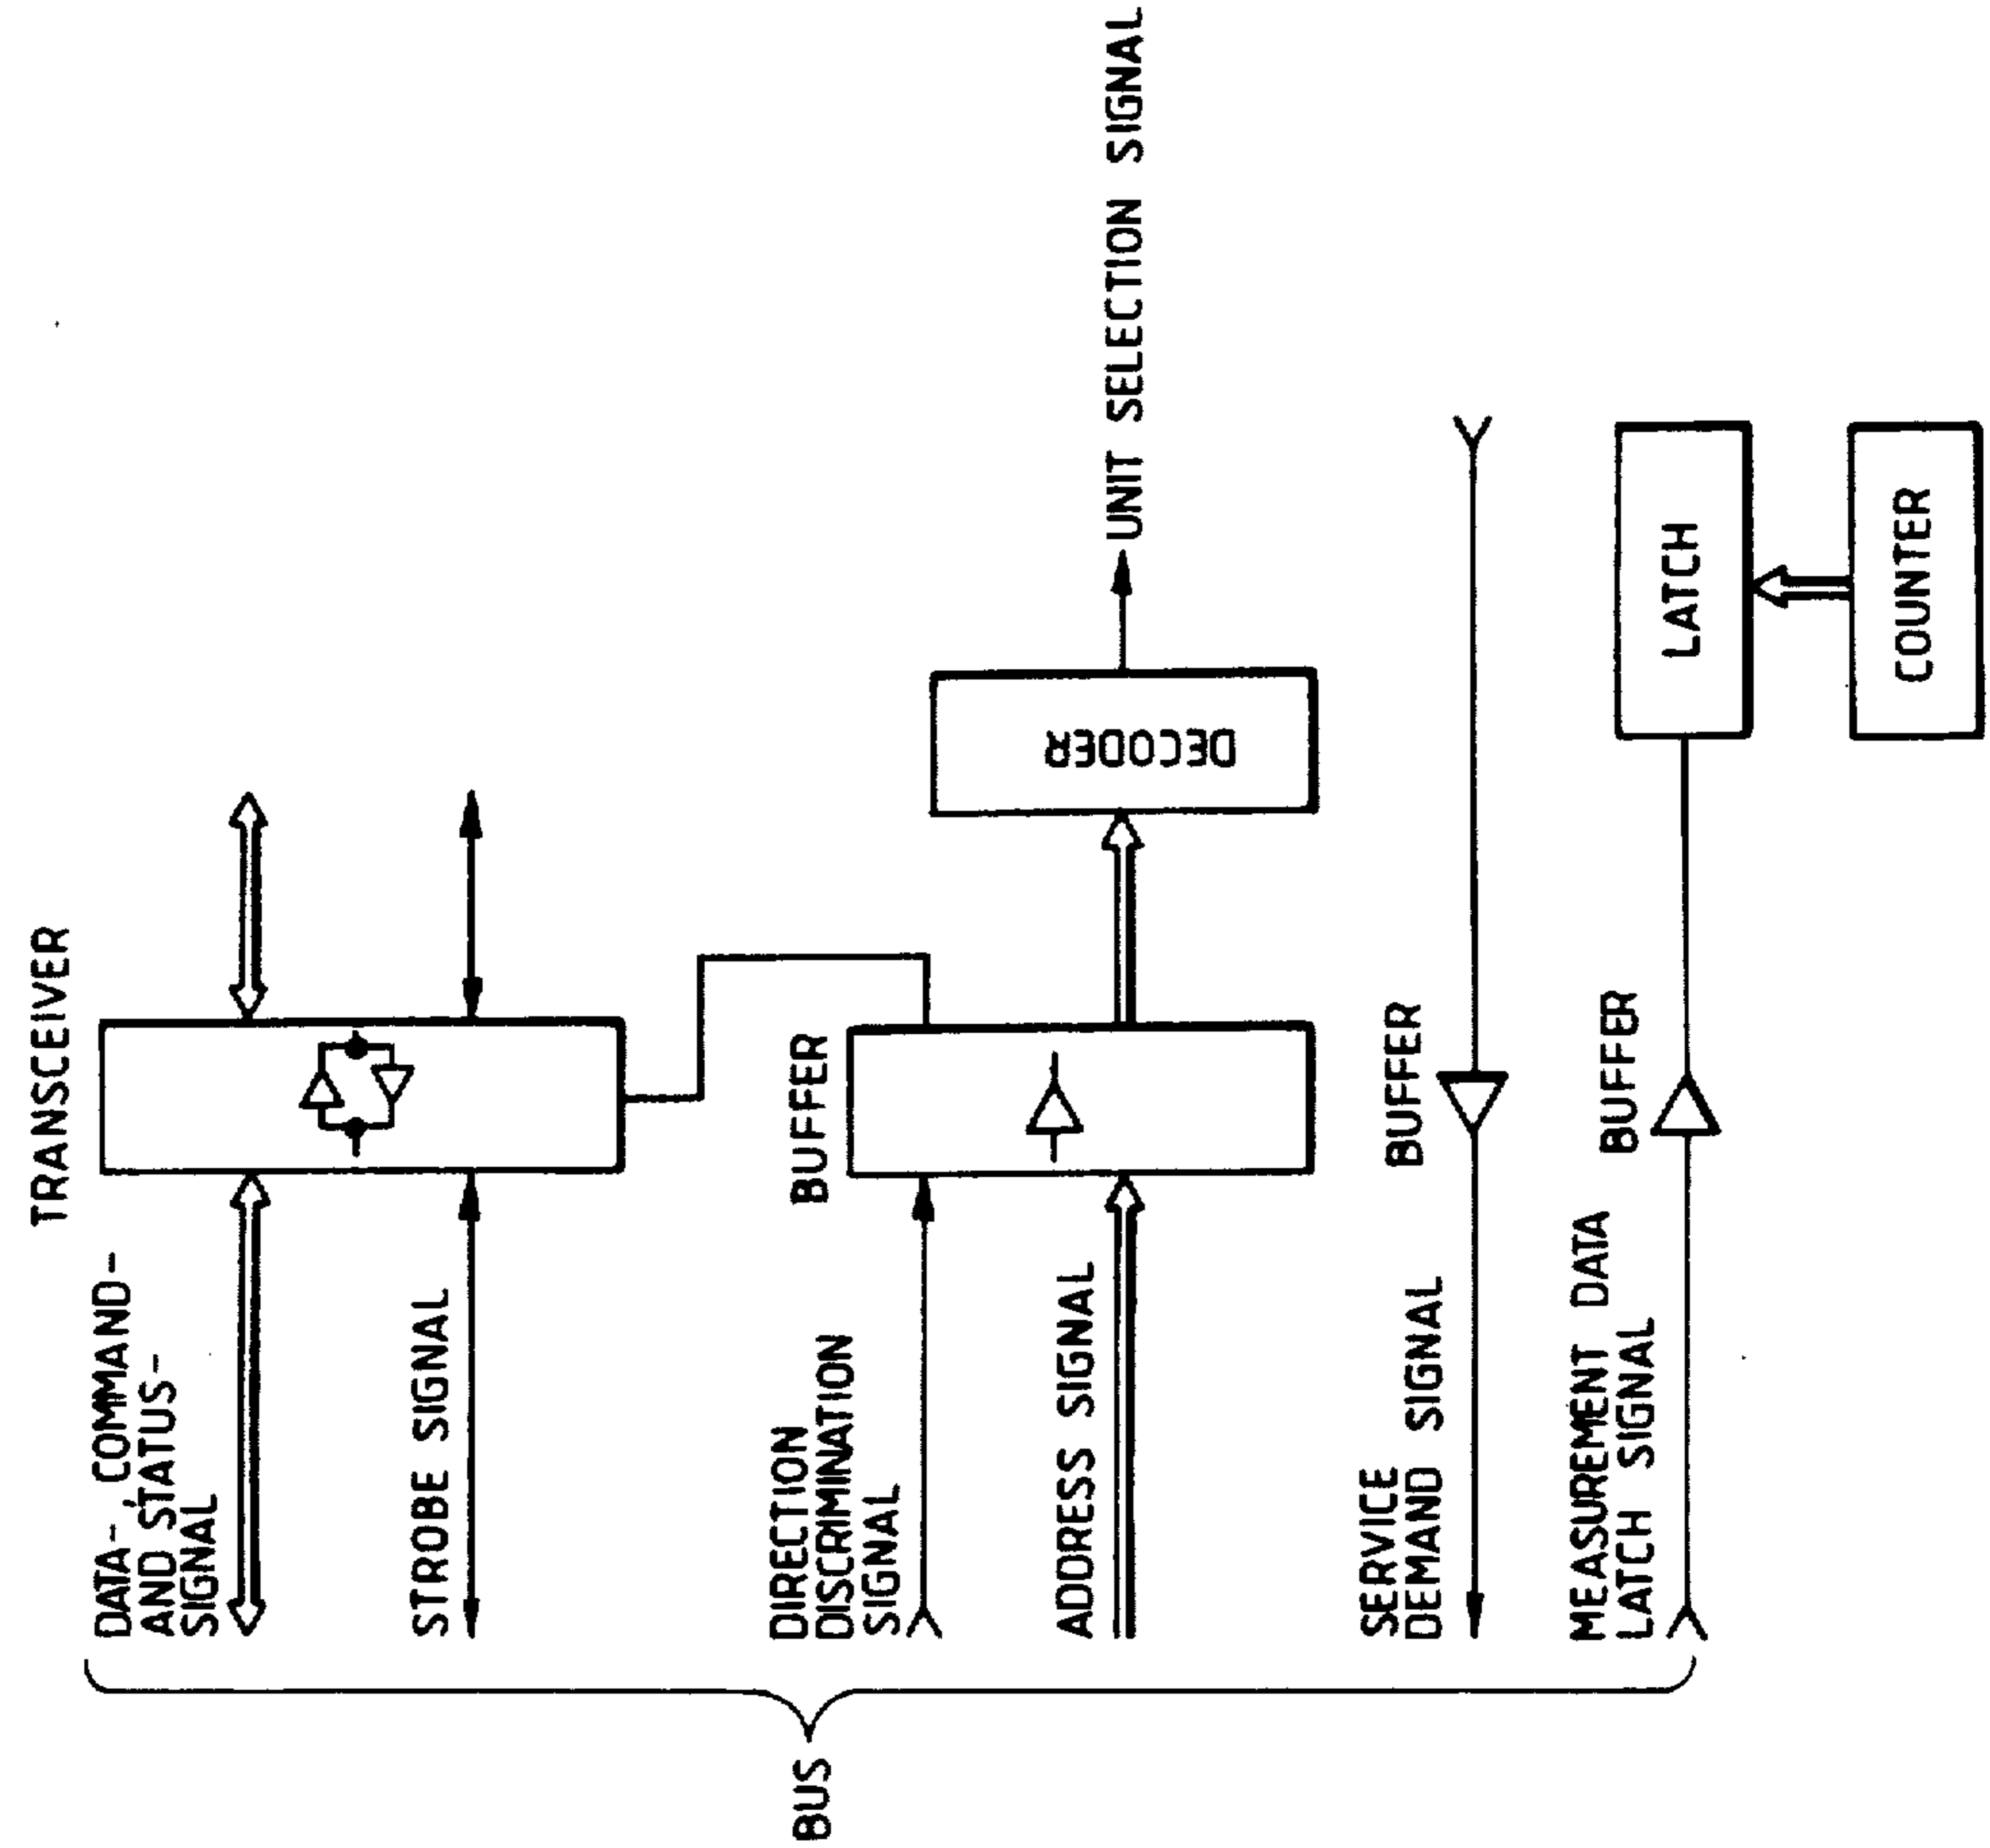 TRANSCEIVER
DATA-, COMMAND-
AND STATUS-
SIGNAL
STROBE SIGNAL
BUFFER
DIRECTION
DISCRIMINATION
SIGNAL
ADDRESS SIGNAL
DECODER
UNIT SELECTION SIGNAL
BUFFER
SERVICE
DEMAND SIGNAL
BUFFER
MEASUREMENT DATA
LATCH SIGNAL
LATCH
COUNTER
BUS